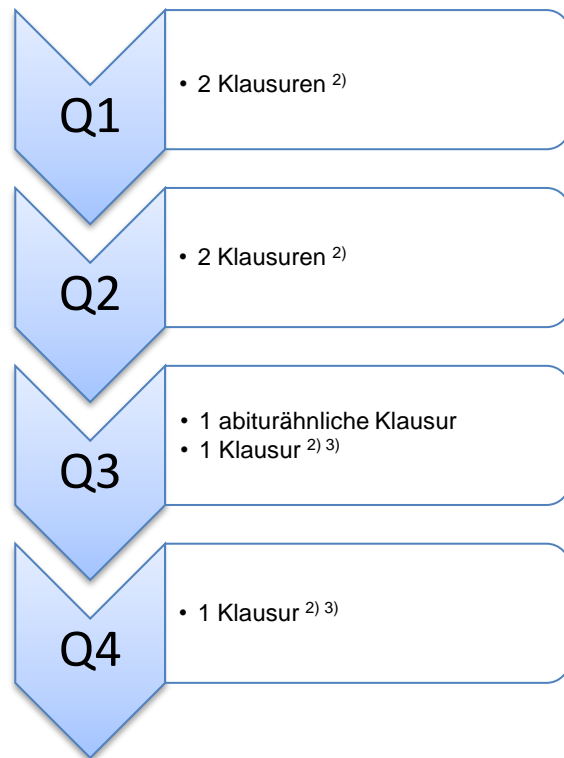 Q1
• 2 Klausuren 2)
Q2
• 2 Klausuren 2)
Q3
• 1 abiturähnliche Klausur
• 1 Klausur 2) 3)
Q4
• 1 Klausur 2) 3)